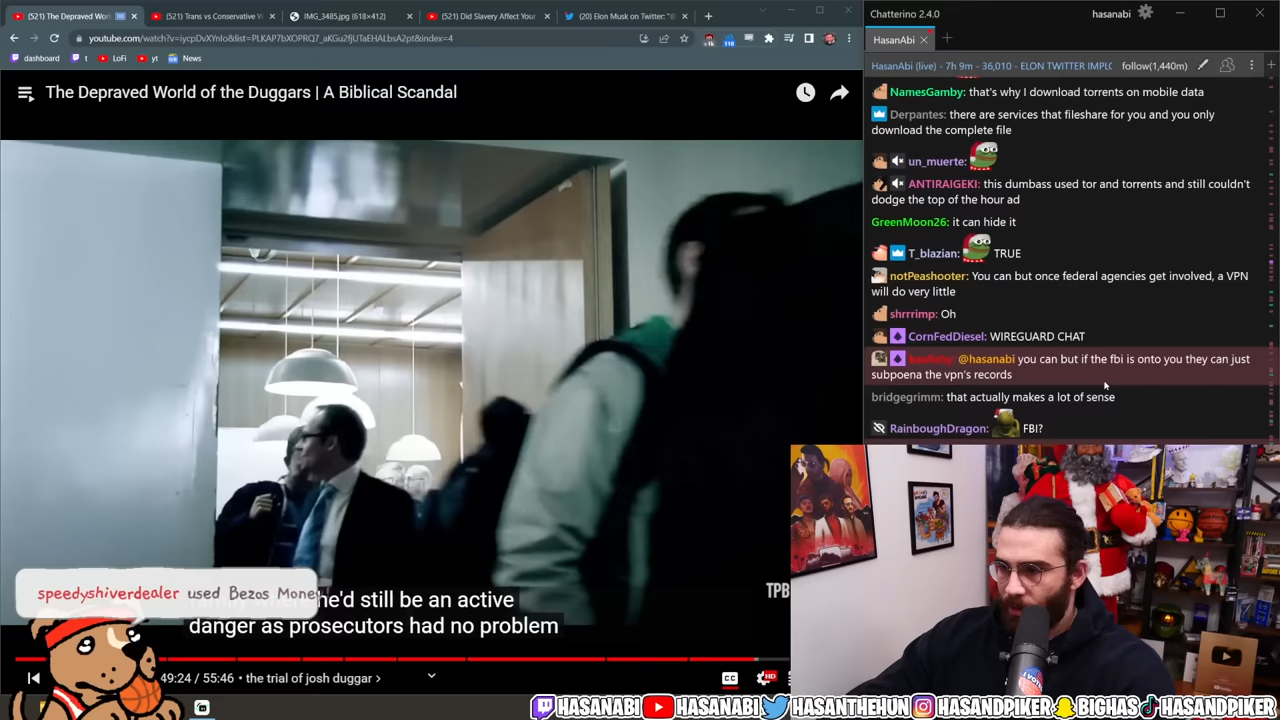 (521) The Depraved World
(521) Trans vs Conservative V
IMG_3485.jpg (618×412)
(521) Did Slavery Affect Your
(20) Elon Musk on Twitter: "@
youtube.com/watch?v=iycpDvXYnIo&list=PLKAP7bXOPRQ7_aKGu2fjUTaEHALbsA2pt&index=4
dashboard
t
LoFi
yt
News
The Depraved World of the Duggars | A Biblical Scandal
he'd still be an active
danger as prosecutors had no problem
TPB
speedyshiverdealer used Bezos Money
49:24 / 55:46 • the trial of josh duggar >
CC
HD
Chatterino 2.4.0
hasanabi
HasanAbi
HasanAbi (live) - 7h 9m - 36,010 - ELON TWITTER IMPLC
follow(1,440m)
NamesGamby: that's why I download torrents on mobile data
Derpantes: there are services that fileshare for you and you only
download the complete file
un_muerte:
ANTIRAIGEKI: this dumbass used tor and torrents and still couldn't
dodge the top of the hour ad
GreenMoon26: it can hide it
T_blazian: TRUE
notPeashooter: You can but once federal agencies get involved, a VPN
will do very little
shrrrimp: Oh
CornFedDiesel: WIREGUARD CHAT
@hasanabi you can but if the fbi is onto you they can just
subpoena the vpn's records
bridgegrimm: that actually makes a lot of sense
RainboughDragon: FBI?
HASANABI
HASANABI
HASANTHEHUN
HASANDPIKER
BIGHAS
HASANDPIKER